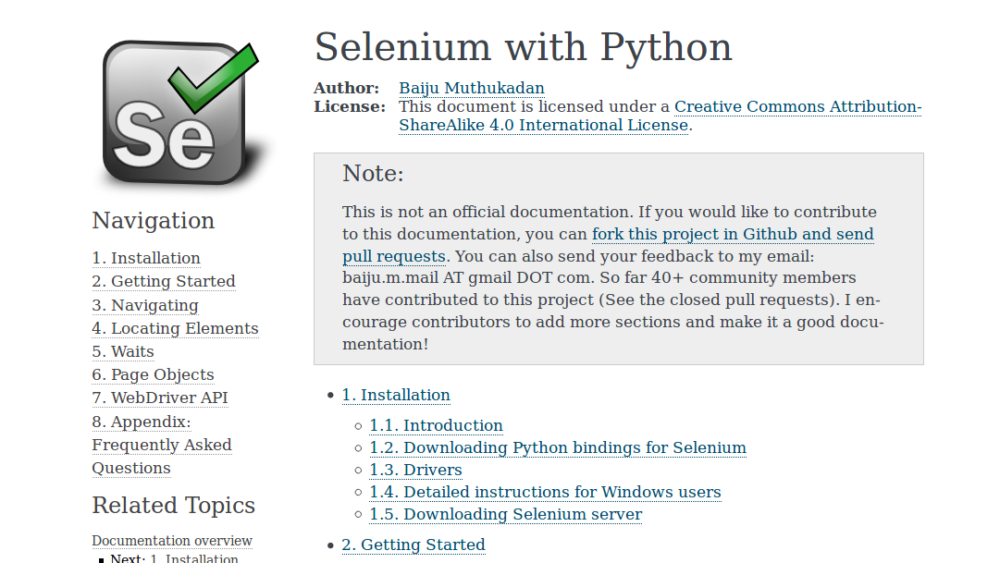 Se
Navigation
1. Installation
2. Getting Started
3. Navigating
4. Locating Elements
5. Waits
6. Page Objects
7. WebDriver API
8. Appendix:
Frequently Asked
Questions
Related Topics
Documentation overview
Next: 1. Installation
Selenium with Python
Author: Baiju Muthukadan
License: This document is licensed under a Creative Commons Attribution-
ShareAlike 4.0 International License.
Note:
This is not an official documentation. If you would like to contribute
to this documentation, you can fork this project in Github and send
pull requests. You can also send your feedback to my email:
baiju.m.mail AT gmail DOT com. So far 40+ community members
have contributed to this project (See the closed pull requests). I en-
courage contributors to add more sections and make it a good docu-
mentation!
1. Installation
1.1. Introduction
1.2. Downloading Python bindings for Selenium
1.3. Drivers
1.4. Detailed instructions for Windows users
1.5. Downloading Selenium server
2. Getting Started